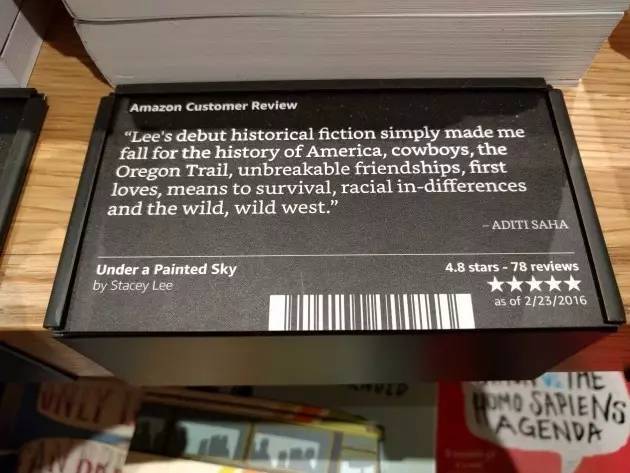 Amazon Customer Review
“Lee's debut historical fiction simply made me
fall for the history of America, cowboys, the
Oregon Trail, unbreakable friendships, first
loves, means to survival, racial in-differences
and the wild, wild west.”
– ADITI SAHA
Under a Painted Sky
by Stacey Lee
4.8 stars - 78 reviews
as of 2/23/2016
THE
HOMO SAPIENS
AGENDA